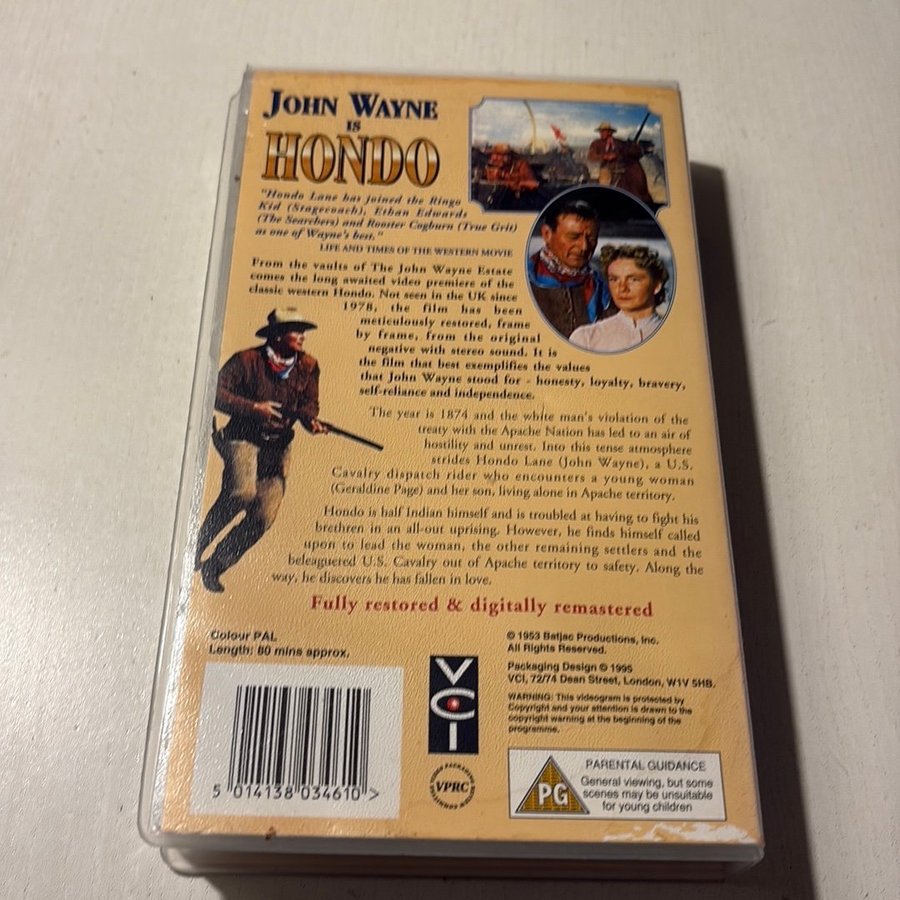 JOHN WAYNE
IS
HONDO
"Hondo Lane has joined the Ringo
Kid (Stagecoach), Ethan Edwards
(The Searchers) and Rooster Cogburn (True Grit)
as one of Wayne's best."
LIFE AND TIMES OF THE WESTERN MOVIE
From the vaults of The John Wayne Estate
comes the long awaited video premiere of the
classic western Hondo. Not seen in the UK since
1978, the film has been
meticulously restored, frame
by frame, from the original
negative with stereo sound. It is
the film that best exemplifies the values
that John Wayne stood for - honesty, loyalty, bravery,
self-reliance and independence.
The year is 1874 and the white man's violation of the
treaty with the Apache Nation has led to an air of
hostility and unrest. Into this tense atmosphere
strides Hondo Lane (John Wayne), a U.S.
Cavalry dispatch rider who encounters a young woman
(Geraldine Page) and her son, living alone in Apache territory.
Hondo is half Indian himself and is troubled at having to fight his
brethren in an all-out uprising. However, he finds himself called
upon to lead the woman, the other remaining settlers and the
beleaguered U.S. Cavalry out of Apache territory to safety. Along the
way, he discovers he has fallen in love.
Fully restored & digitally remastered
Colour PAL
Length: 80 mins approx.
© 1953 Batjac Productions, Inc.
All Rights Reserved.
Packaging Design © 1995
VCI, 72/74 Dean Street, London, W1V 5HB.
WARNING: This videogram is protected by
Copyright and your attention is drawn to the
copyright warning at the beginning of the
programme.
VCI
VPRC
5 014138 034610 >
PG
PARENTAL GUIDANCE
General viewing, but some
scenes may be unsuitable
for young children